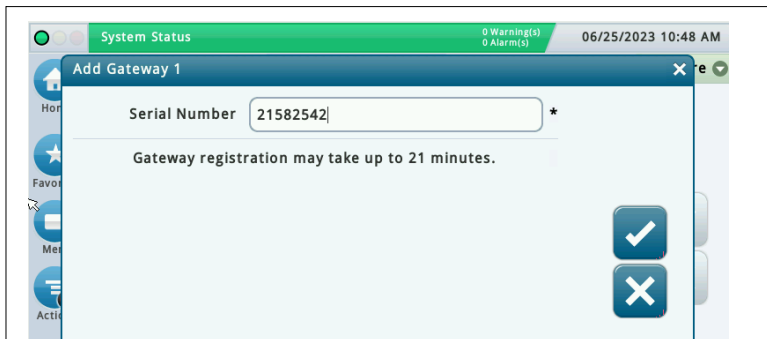 System Status
0 Warning(s)
0 Alarm(s)
06/25/2023 10:48 AM
Add Gateway 1
Serial Number 21582542 *
Gateway registration may take up to 21 minutes.